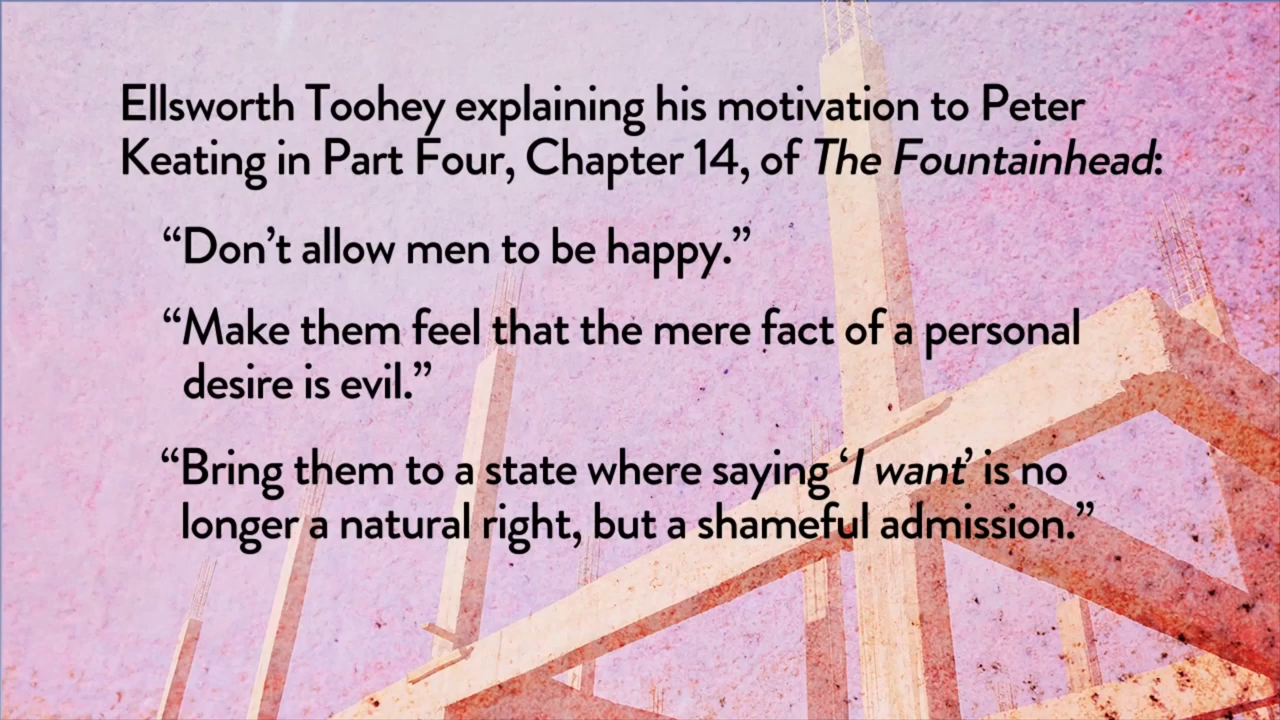 Ellsworth Toohey explaining his motivation to Peter
Keating in Part Four, Chapter 14, of The Fountainhead:
“Don’t allow men to be happy.”
“Make them feel that the mere fact of a personal
desire is evil.”
“Bring them to a state where saying ‘I want’ is no
longer a natural right, but a shameful admission.”